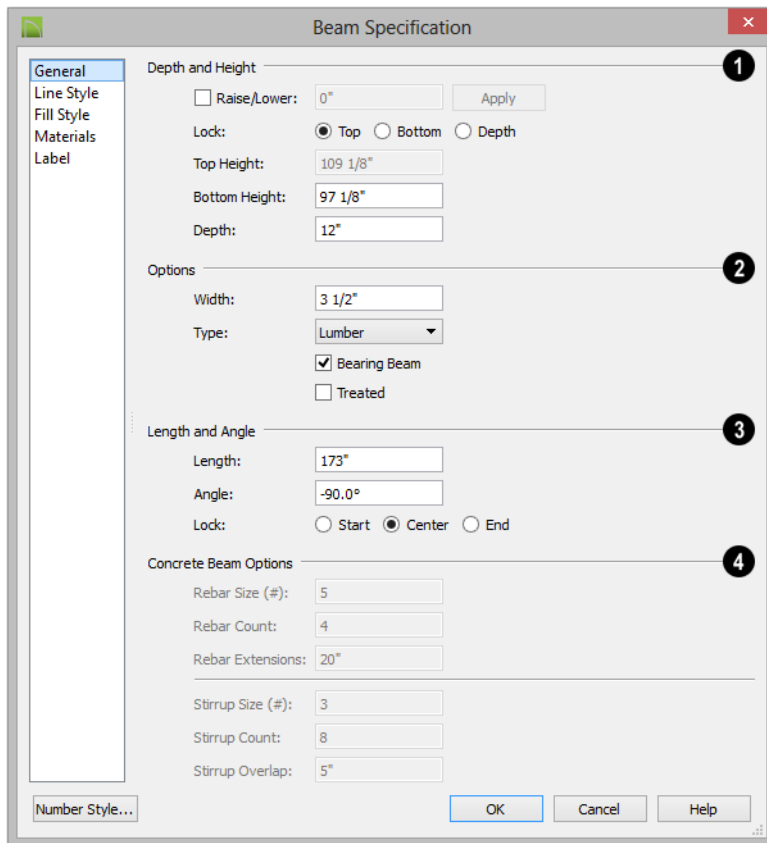 Beam Specification
General
Line Style
Fill Style
Materials
Label
Depth and Height 1
Raise/Lower: 0" Apply
Lock: Top Bottom Depth
Top Height: 109 1/8"
Bottom Height: 97 1/8"
Depth: 12"
Options 2
Width: 3 1/2"
Type: Lumber
Bearing Beam
Treated
Length and Angle 3
Length: 173"
Angle: -90.0°
Lock: Start Center End
Concrete Beam Options 4
Rebar Size (#): 5
Rebar Count: 4
Rebar Extensions: 20"
Stirrup Size (#): 3
Stirrup Count: 8
Stirrup Overlap: 5"
Number Style... OK Cancel Help